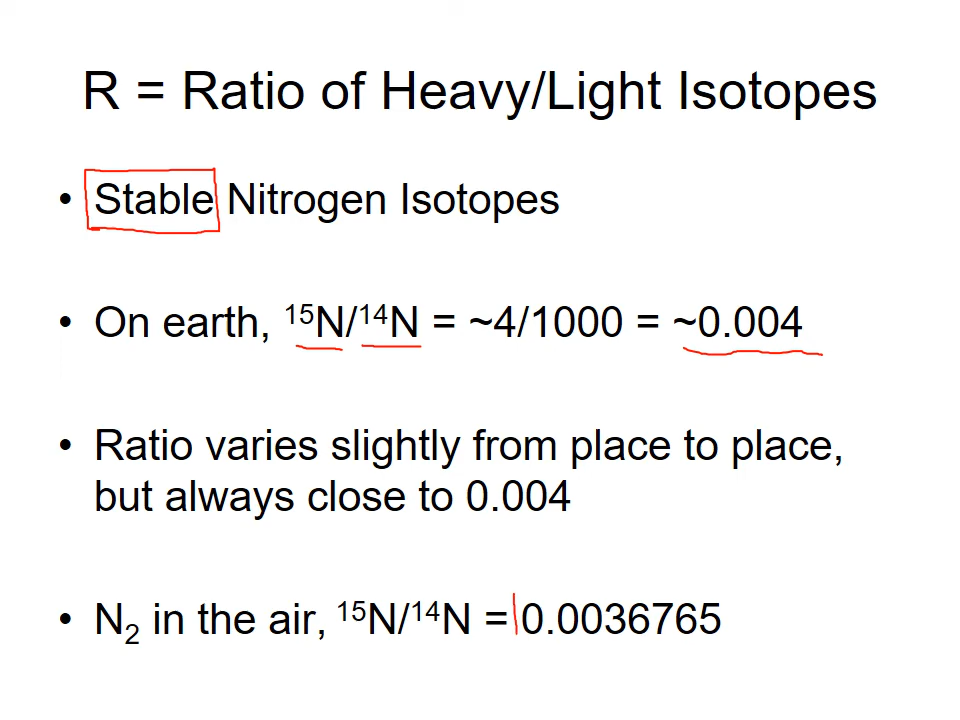 R = Ratio of Heavy/Light Isotopes
• Stable Nitrogen Isotopes
• On earth, ¹⁵N/¹⁴N = ~4/1000 = ~0.004
• Ratio varies slightly from place to place,
but always close to 0.004
• N₂ in the air, ¹⁵N/¹⁴N = 0.0036765